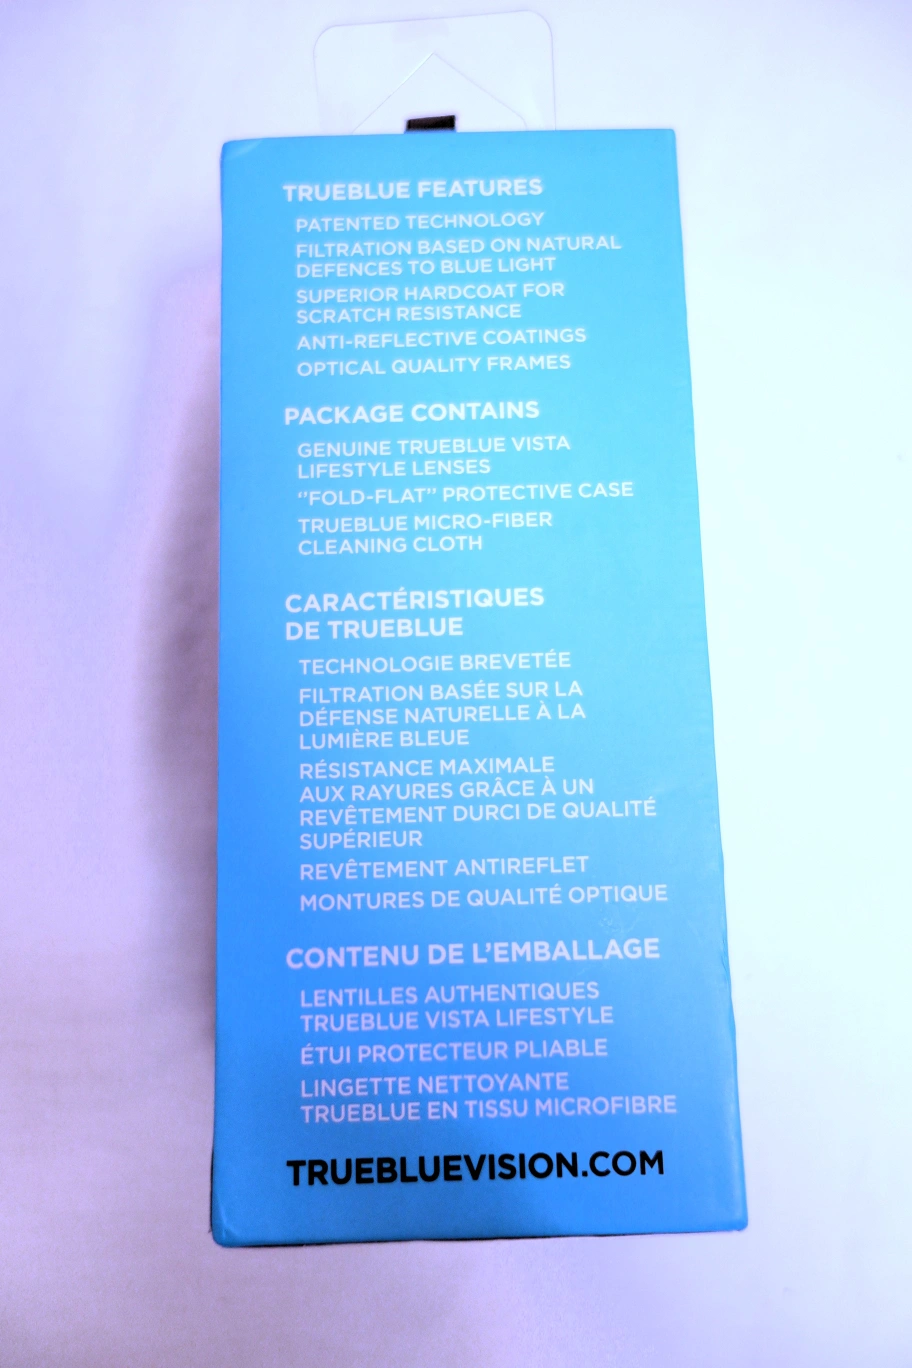 TRUEBLUE FEATURES
PATENTED TECHNOLOGY
FILTRATION BASED ON NATURAL
DEFENCES TO BLUE LIGHT
SUPERIOR HARDCOAT FOR
SCRATCH RESISTANCE
ANTI-REFLECTIVE COATINGS
OPTICAL QUALITY FRAMES
PACKAGE CONTAINS
GENUINE TRUEBLUE VISTA
LIFESTYLE LENSES
"FOLD-FLAT" PROTECTIVE CASE
TRUEBLUE MICRO-FIBER
CLEANING CLOTH
CARACTÉRISTIQUES
DE TRUEBLUE
TECHNOLOGIE BREVETÉE
FILTRATION BASÉE SUR LA
DÉFENSE NATURELLE À LA
LUMIÈRE BLEUE
RÉSISTANCE MAXIMALE
AUX RAYURES GRÂCE À UN
REVÊTEMENT DURCI DE QUALITÉ
SUPÉRIEUR
REVÊTEMENT ANTIREFLET
MONTURES DE QUALITÉ OPTIQUE
CONTENU DE L'EMBALLAGE
LENTILLES AUTHENTIQUES
TRUEBLUE VISTA LIFESTYLE
ÉTUI PROTECTEUR PLIABLE
LINGETTE NETTOYANTE
TRUEBLUE EN TISSU MICROFIBRE
TRUEBLUEVISION.COM